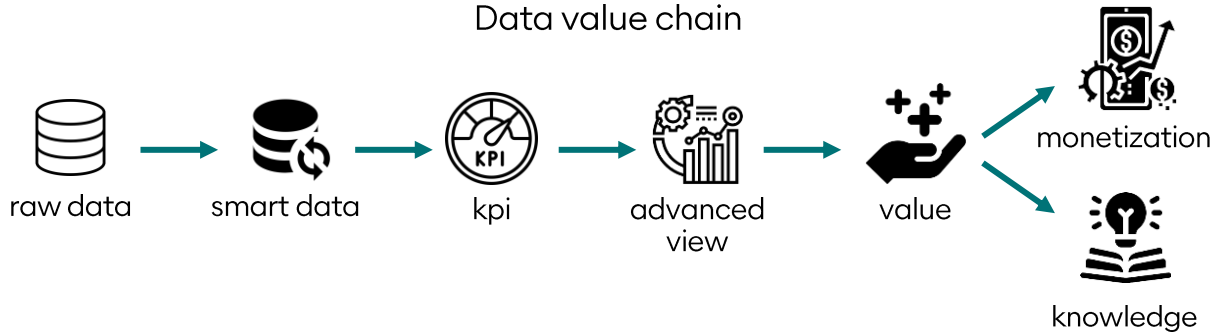 Data value chain
raw data
smart data
KPI
kpi
advanced
view
value
$
$
monetization
knowledge